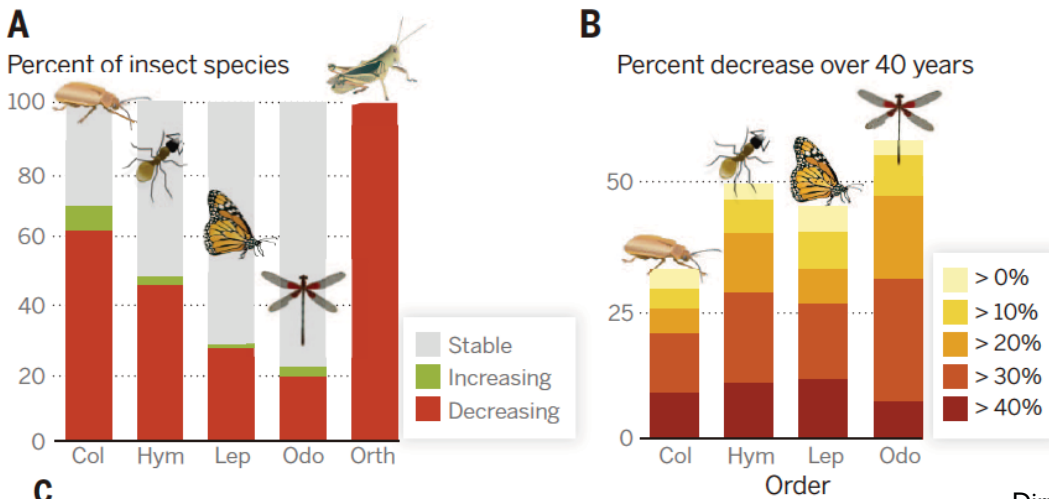 A
Percent of insect species
100
80
60
40
20
0
Col Hym Lep Odo Orth
Stable
Increasing
Decreasing
B
Percent decrease over 40 years
50
25
0
Col Hym Lep Odo
Order
> 0%
> 10%
> 20%
> 30%
> 40%
C